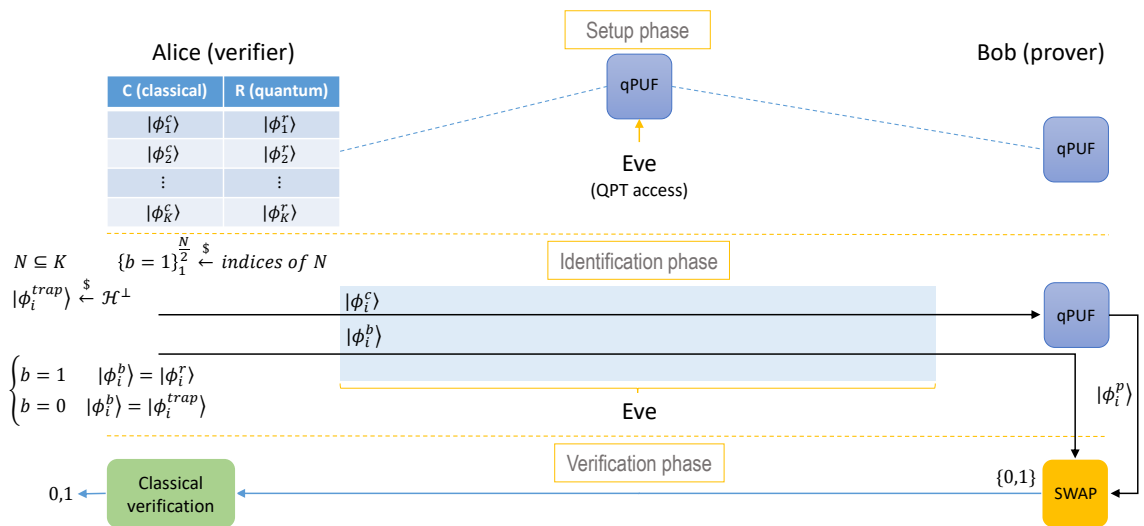 Setup phase
Alice (verifier)
Bob (prover)
C (classical) R (quantum)
|ϕ₁ᶜ⟩ |ϕ₁ʳ⟩
|ϕ₂ᶜ⟩ |ϕ₂ʳ⟩
⋮ ⋮
|ϕ_Kᶜ⟩ |ϕ_Kʳ⟩
qPUF
Eve
(QPT access)
qPUF
N ⊆ K {b = 1}₁^{N/2} ←$ indices of N
Identification phase
|ϕᵢᵗʳᵃᵖ⟩ ←$ ℋ^⊥
|ϕᵢᶜ⟩
|ϕᵢᵇ⟩
qPUF
{ b = 1 |ϕᵢᵇ⟩ = |ϕᵢʳ⟩
b = 0 |ϕᵢᵇ⟩ = |ϕᵢᵗʳᵃᵖ⟩
Eve
|ϕᵢᵖ⟩
Verification phase
0,1
Classical
verification
{0,1}
SWAP